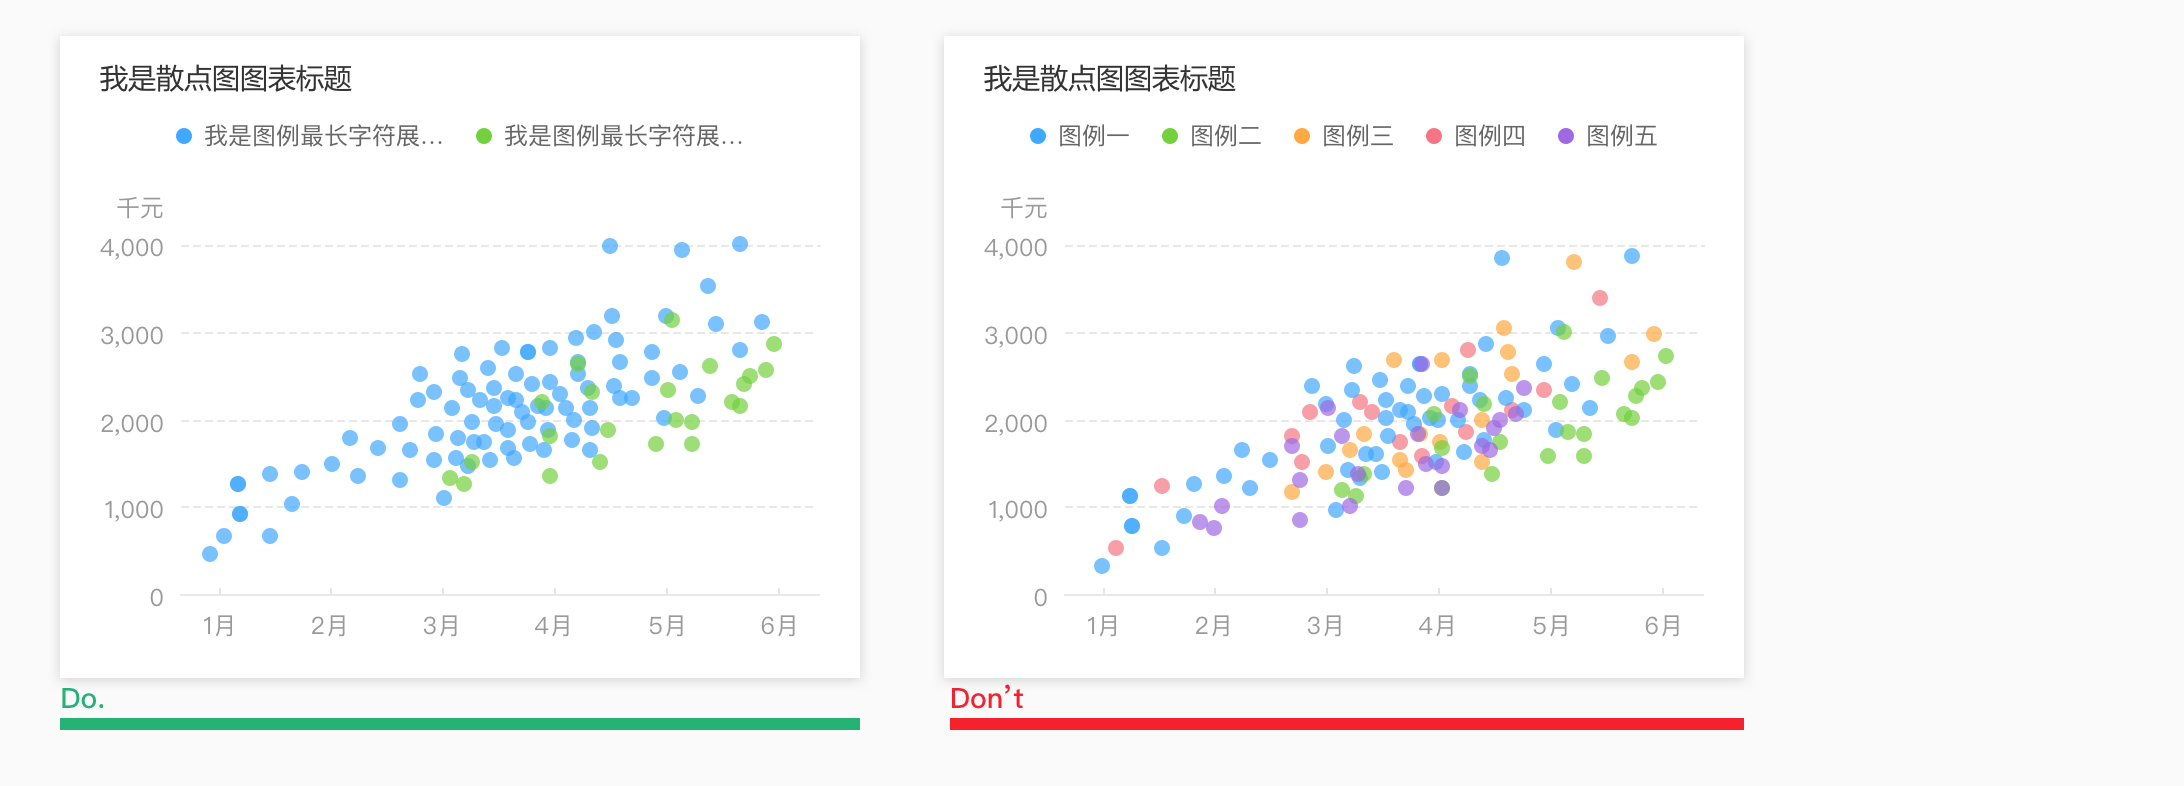 我是散点图图表标题
我是图例最长字符展... 我是图例最长字符展...
千元
4,000
3,000
2,000
1,000
0
1月 2月 3月 4月 5月 6月
Do.
我是散点图图表标题
图例一 图例二 图例三 图例四 图例五
千元
4,000
3,000
2,000
1,000
0
1月 2月 3月 4月 5月 6月
Don’t